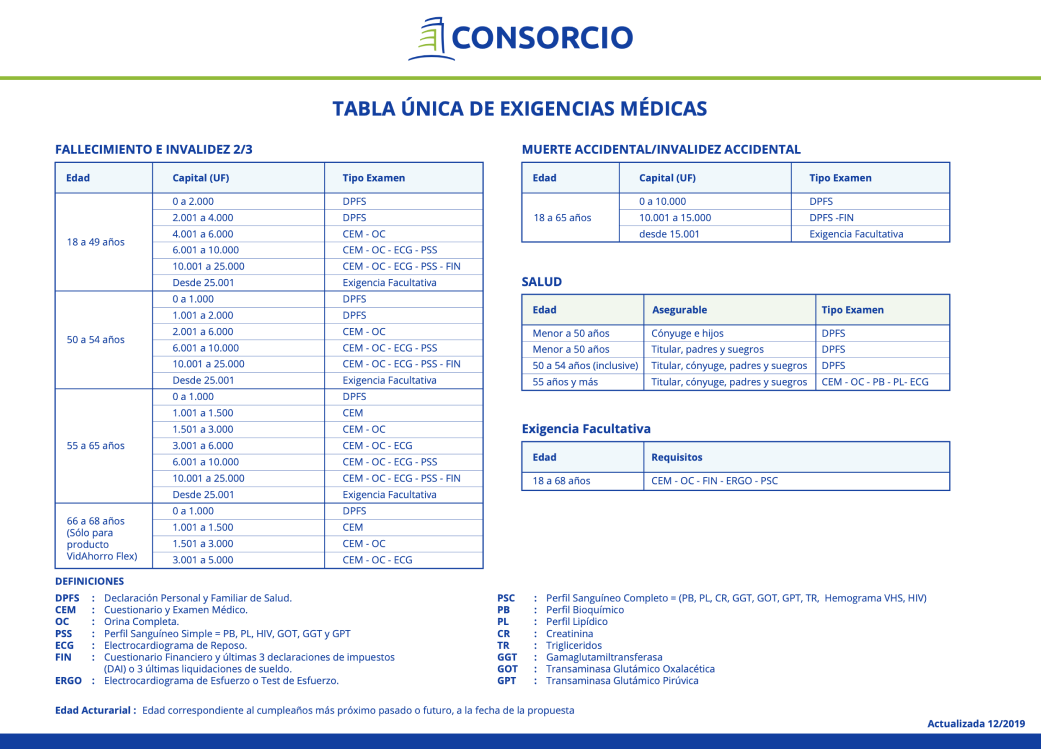 CONSORCIO
TABLA ÚNICA DE EXIGENCIAS MÉDICAS
FALLECIMIENTO E INVALIDEZ 2/3
Edad Capital (UF) Tipo Examen
18 a 49 años
0 a 2.000 DPFS
2.001 a 4.000 DPFS
4.001 a 6.000 CEM - OC
6.001 a 10.000 CEM - OC - ECG - PSS
10.001 a 25.000 CEM - OC - ECG - PSS - FIN
Desde 25.001 Exigencia Facultativa
50 a 54 años
0 a 1.000 DPFS
1.001 a 2.000 DPFS
2.001 a 6.000 CEM - OC
6.001 a 10.000 CEM - OC - ECG - PSS
10.001 a 25.000 CEM - OC - ECG - PSS - FIN
Desde 25.001 Exigencia Facultativa
55 a 65 años
0 a 1.000 DPFS
1.001 a 1.500 CEM
1.501 a 3.000 CEM - OC
3.001 a 6.000 CEM - OC - ECG
6.001 a 10.000 CEM - OC - ECG - PSS
10.001 a 25.000 CEM - OC - ECG - PSS - FIN
Desde 25.001 Exigencia Facultativa
66 a 68 años
(Sólo para
producto
VidAhorro Flex)
0 a 1.000 DPFS
1.001 a 1.500 CEM
1.501 a 3.000 CEM - OC
3.001 a 5.000 CEM - OC - ECG
MUERTE ACCIDENTAL/INVALIDEZ ACCIDENTAL
Edad Capital (UF) Tipo Examen
18 a 65 años
0 a 10.000 DPFS
10.001 a 15.000 DPFS -FIN
desde 15.001 Exigencia Facultativa
SALUD
Edad Asegurable Tipo Examen
Menor a 50 años Cónyuge e hijos DPFS
Menor a 50 años Titular, padres y suegros DPFS
50 a 54 años (inclusive) Titular, cónyuge, padres y suegros DPFS
55 años y más Titular, cónyuge, padres y suegros CEM - OC - PB - PL- ECG
Exigencia Facultativa
Edad Requisitos
18 a 68 años CEM - OC - FIN - ERGO - PSC
DEFINICIONES
DPFS : Declaración Personal y Familiar de Salud.
CEM : Cuestionario y Examen Médico.
OC : Orina Completa.
PSS : Perfil Sanguíneo Simple = PB, PL, HIV, GOT, GGT y GPT
ECG : Electrocardiograma de Reposo.
FIN : Cuestionario Financiero y últimas 3 declaraciones de impuestos
(DAI) o 3 últimas liquidaciones de sueldo.
ERGO : Electrocardiograma de Esfuerzo o Test de Esfuerzo.
PSC : Perfil Sanguíneo Completo = (PB, PL, CR, GGT, GOT, GPT, TR, Hemograma VHS, HIV)
PB : Perfil Bioquímico
PL : Perfil Lipídico
CR : Creatinina
TR : Trigliceridos
GGT : Gamaglutamiltransferasa
GOT : Transaminasa Glutámico Oxalacética
GPT : Transaminasa Glutámico Pirúvica
Edad Acturarial : Edad correspondiente al cumpleaños más próximo pasado o futuro, a la fecha de la propuesta
Actualizada 12/2019